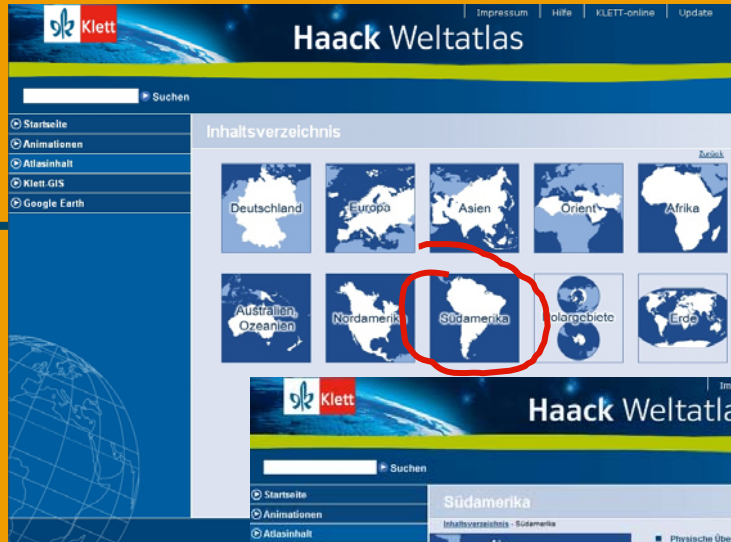 Klett
Impressum | Hilfe | KLETT-online | Update
Haack Weltatlas
Suchen
Startseite
Animationen
Atlasinhalt
Klett-GIS
Google Earth
Inhaltsverzeichnis
Zurück
Deutschland
Europa
Asien
Orient
Afrika
Australien, Ozeanien
Nordamerika
Südamerika
Polargebiete
Erde
Klett
Im
Haack Weltatla
Suchen
Startseite
Animationen
Atlasinhalt
Südamerika
Inhaltsverzeichnis - Südamerika
Physische Übe